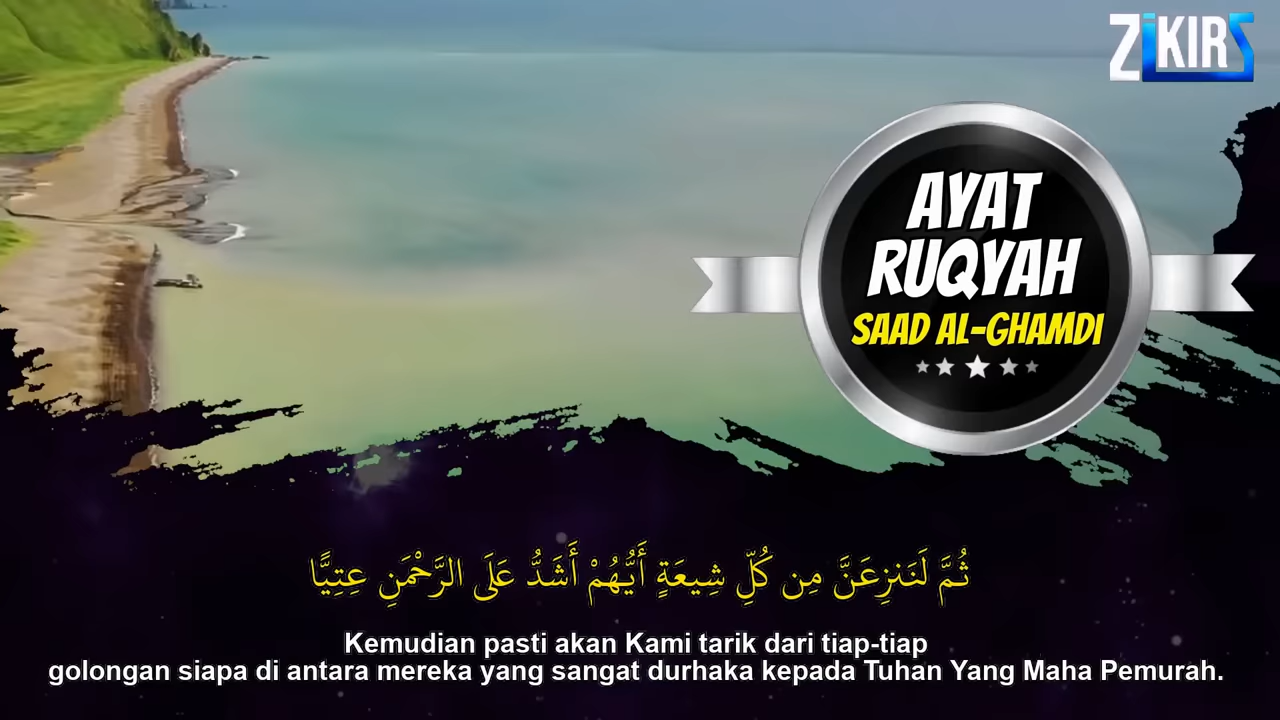 ZiKIRS
AYAT
RUQYAH
SAAD AL-GHAMDI
ثُمَّ لَنَنزِعَنَّ مِن كُلِّ شِيعَةٍ أَيُّهُمْ أَشَدُّ عَلَى الرَّحْمَنِ عِتِيًّا
Kemudian pasti akan Kami tarik dari tiap-tiap
golongan siapa di antara mereka yang sangat durhaka kepada Tuhan Yang Maha Pemurah.